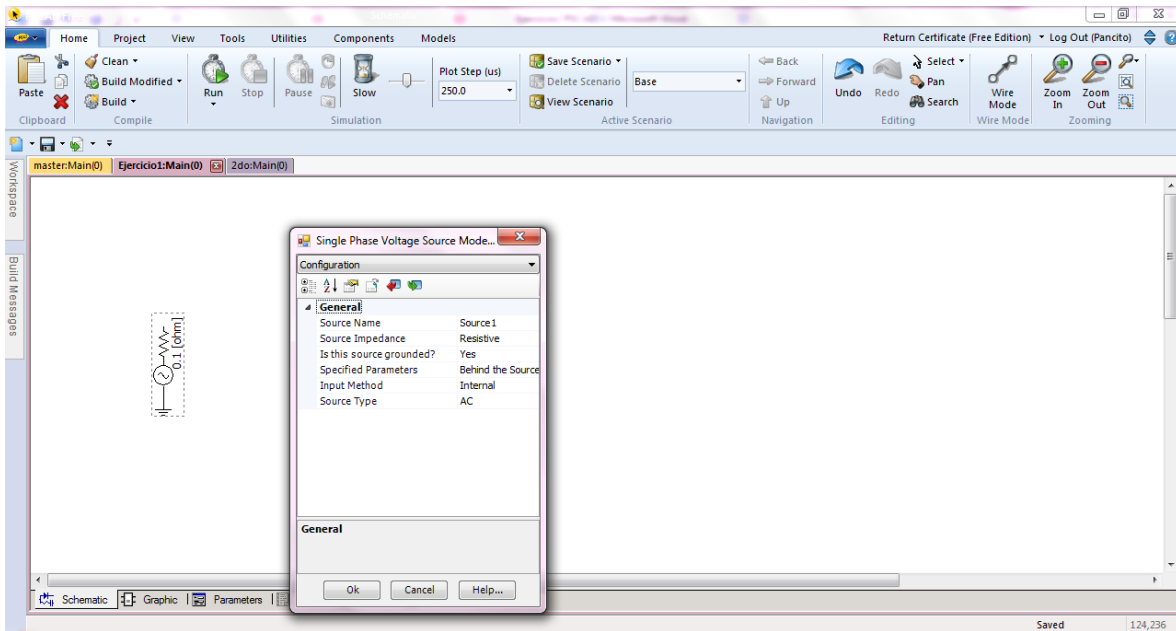 Home Project View Tools Utilities Components Models Return Certificate (Free Edition) Log Out (Pancito)
Paste
Clean
Build Modified
Build
Run
Stop
Pause
Slow
Plot Step (us)
250.0
Save Scenario
Delete Scenario
View Scenario
Base
Back
Forward
Up
Undo
Redo
Select
Pan
Search
Wire Mode
Zoom In
Zoom Out
Clipboard Compile Simulation Active Scenario Navigation Editing Wire Mode Zooming
master:Main(0) Ejercicio1:Main(0) 2do:Main(0)
Workspace
Build Messages
0.1 [ohm]
Single Phase Voltage Source Mode...
Configuration
General
Source Name Source1
Source Impedance Resistive
Is this source grounded? Yes
Specified Parameters Behind the Source
Input Method Internal
Source Type AC
General
Ok Cancel Help...
Schematic Graphic Parameters
Saved 124,236